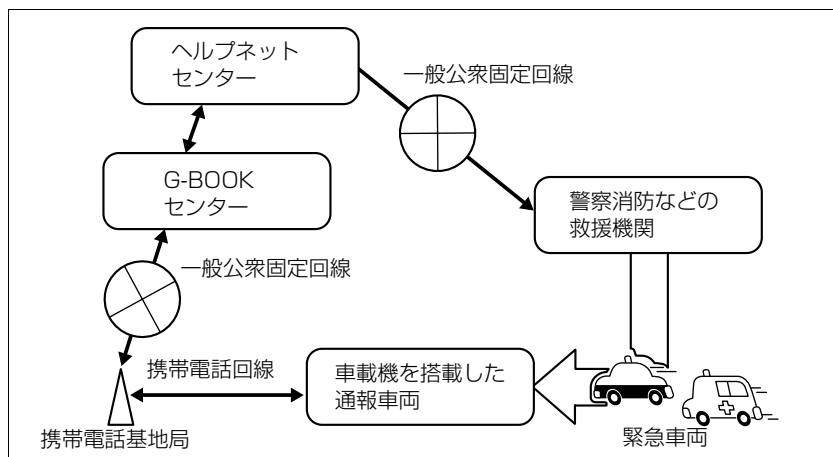 ヘルプネット
センター
一般公衆固定回線
G-BOOK
センター
警察消防などの
救援機関
一般公衆固定回線
携帯電話回線
車載機を搭載した
通報車両
携帯電話基地局
緊急車両